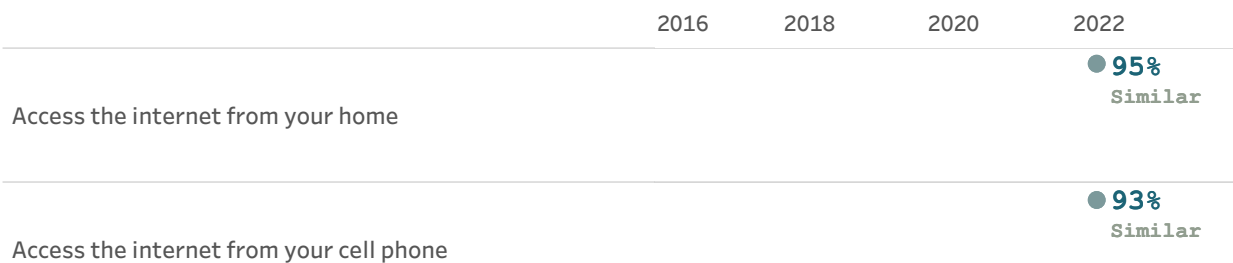 2016 2018 2020 2022
95%
Similar
Access the internet from your home
93%
Similar
Access the internet from your cell phone